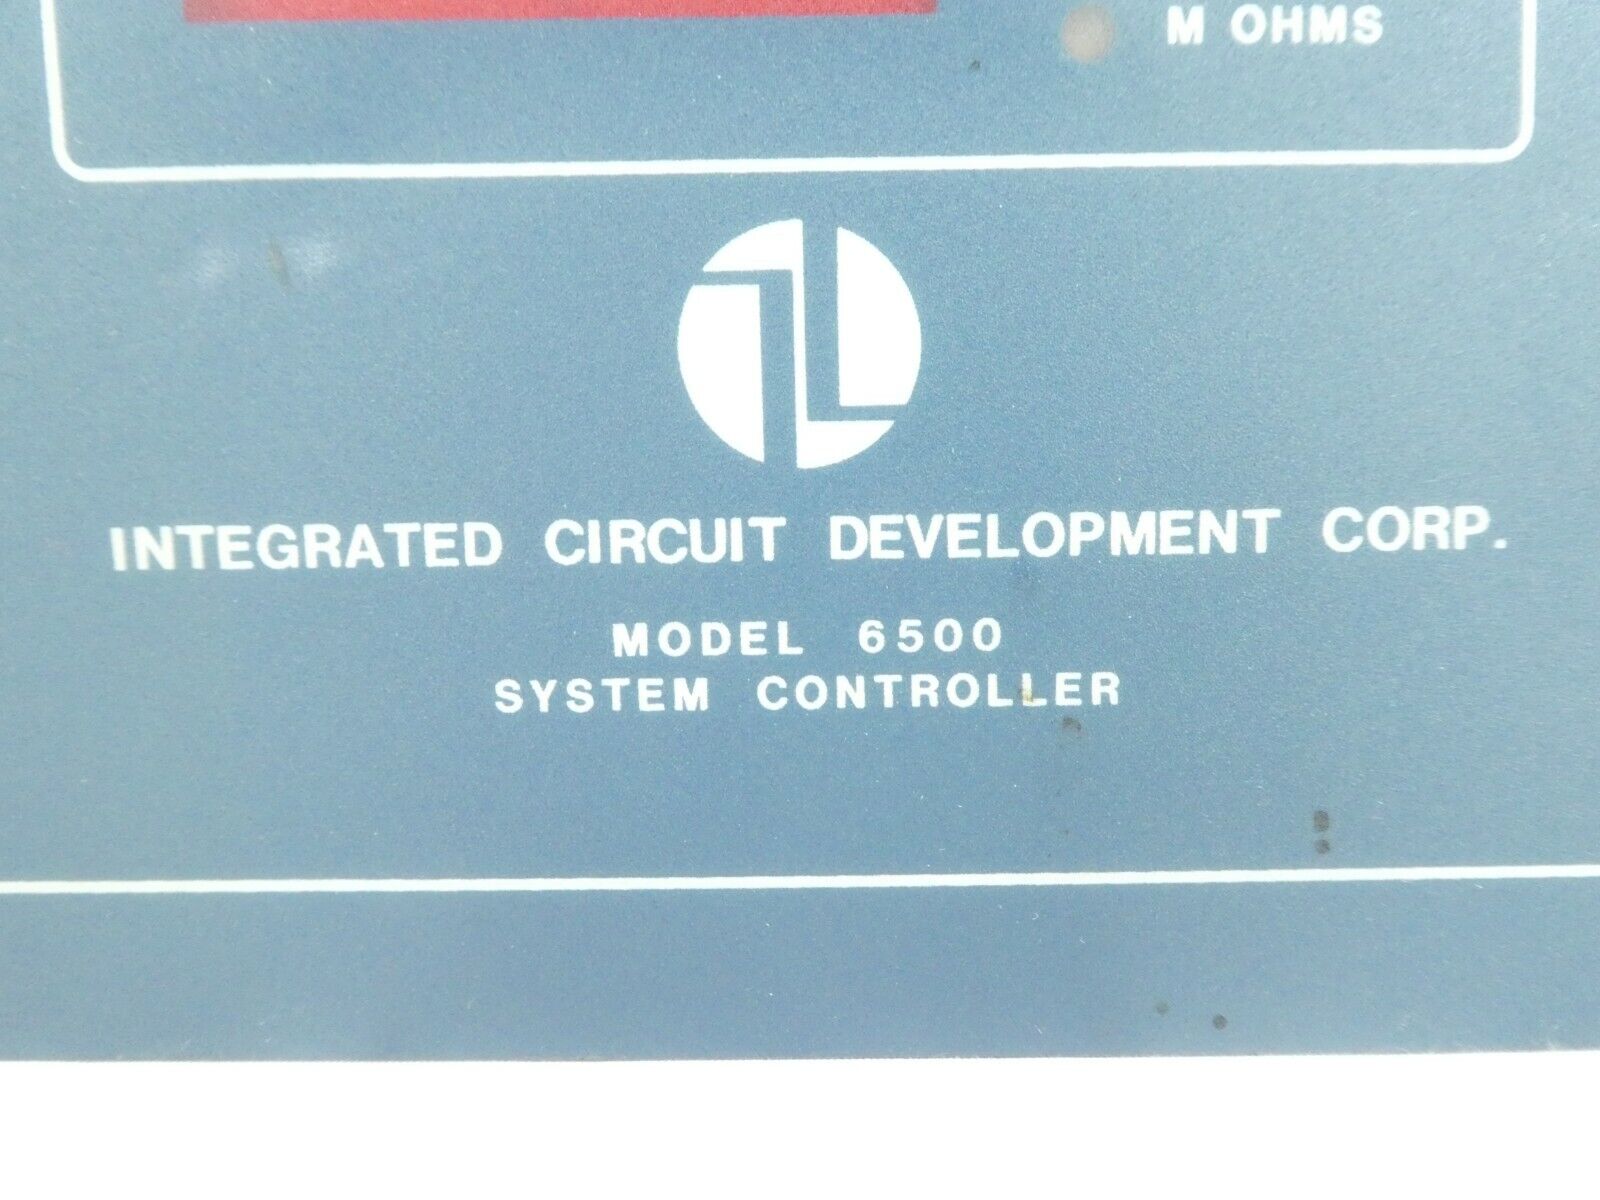 M OHMS
INTEGRATED CIRCUIT DEVELOPMENT CORP.
MODEL 6500
SYSTEM CONTROLLER